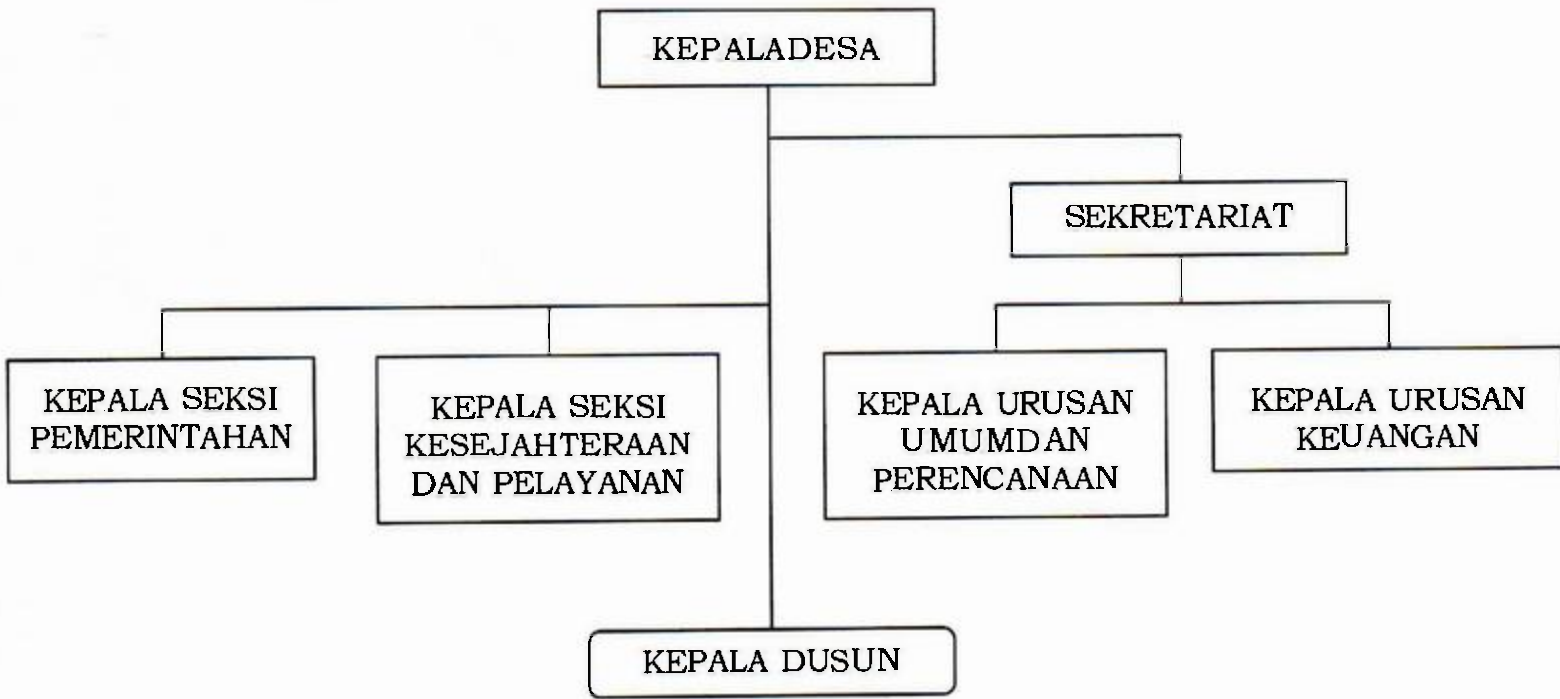 KEPALADESA
SEKRETARIAT
KEPALA SEKSI
PEMERINTAHAN
KEPALA SEKSI
KESEJAHTERAAN
DAN PELAYANAN
KEPALA URUSAN
UMUMDAN
PERENCANAAN
KEPALA URUSAN
KEUANGAN
KEPALA DUSUN